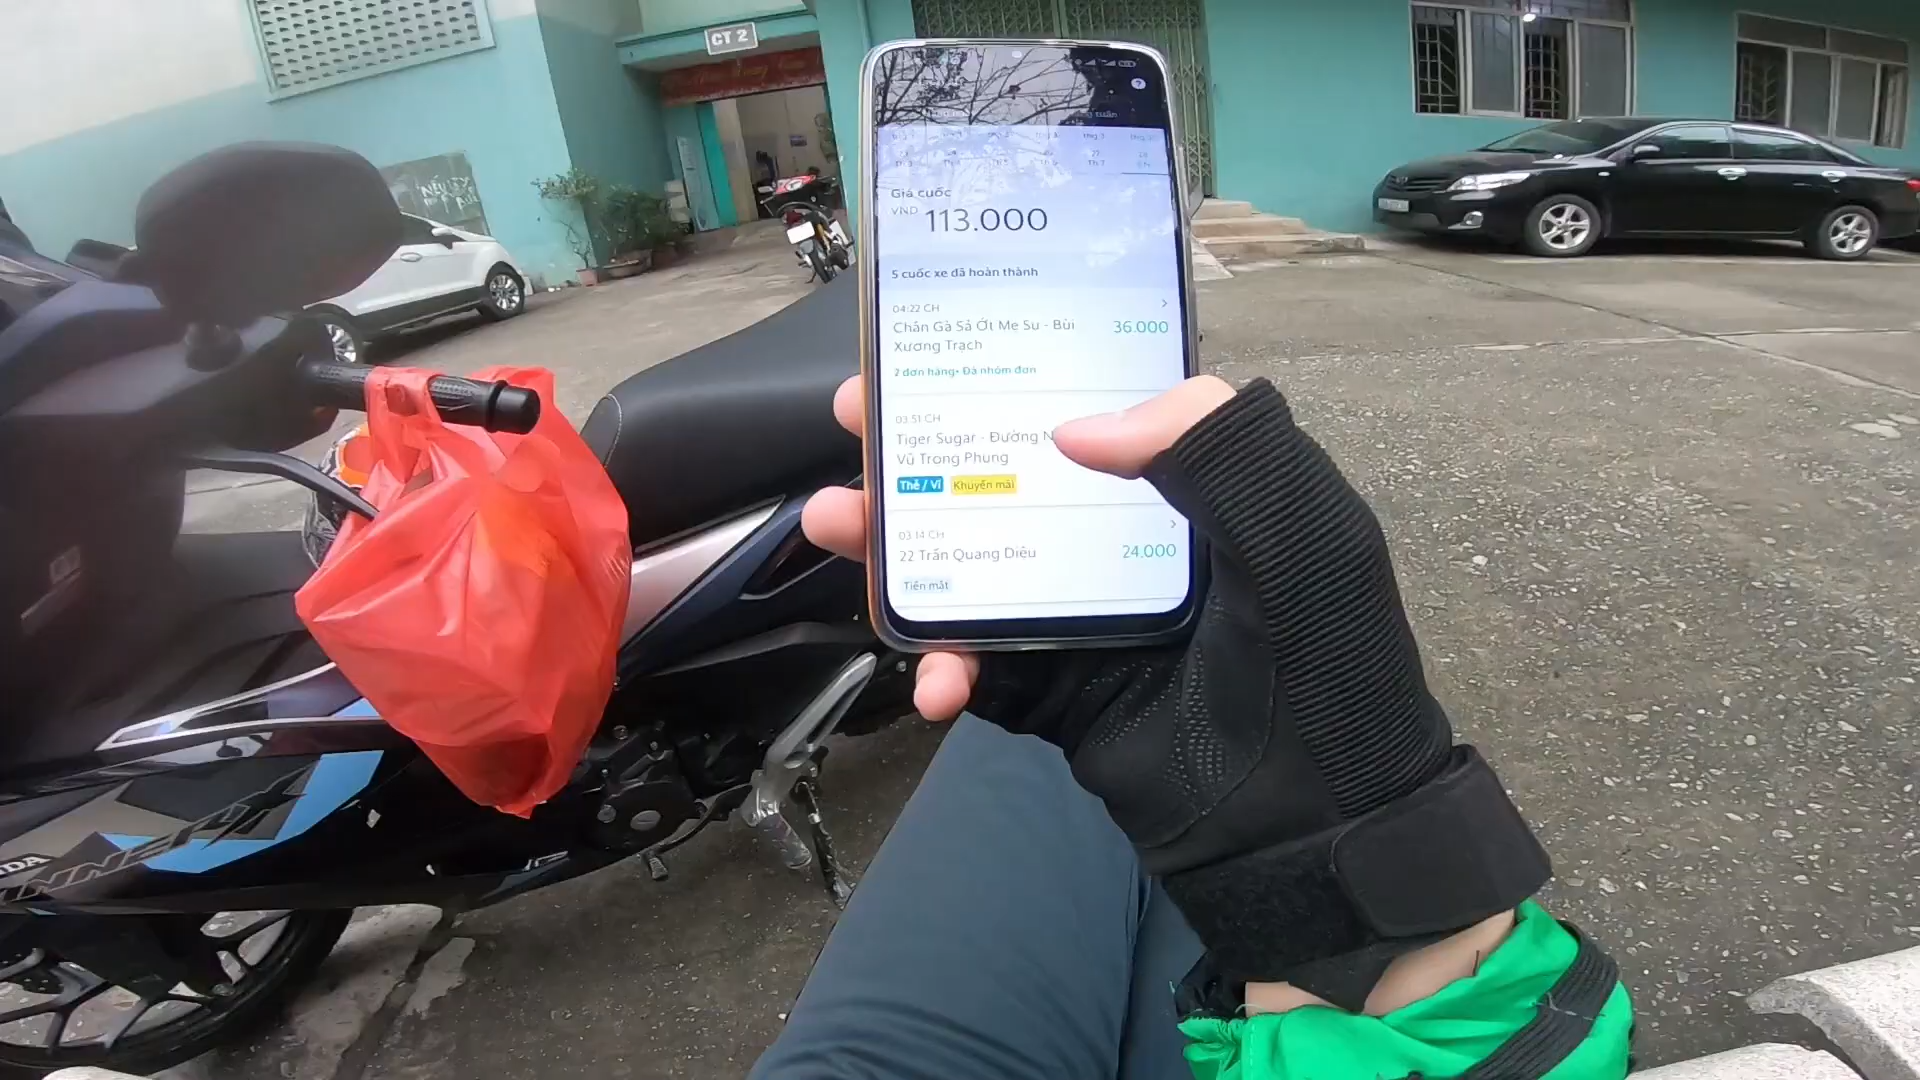 CT 2
Giá cuốc
VND 113.000
5 cuốc xe đã hoàn thành
04:22 CH
Chân Gà Sả Ớt Me Su - Bùi
Xương Trạch
36.000
2 đơn hàng• Đã nhóm đơn
03:51 CH
Tiger Sugar - Đường N
Vũ Trọng Phụng
Thẻ / Ví
Khuyến mãi
03:14 CH
22 Trần Quang Diệu
24.000
Tiền mặt